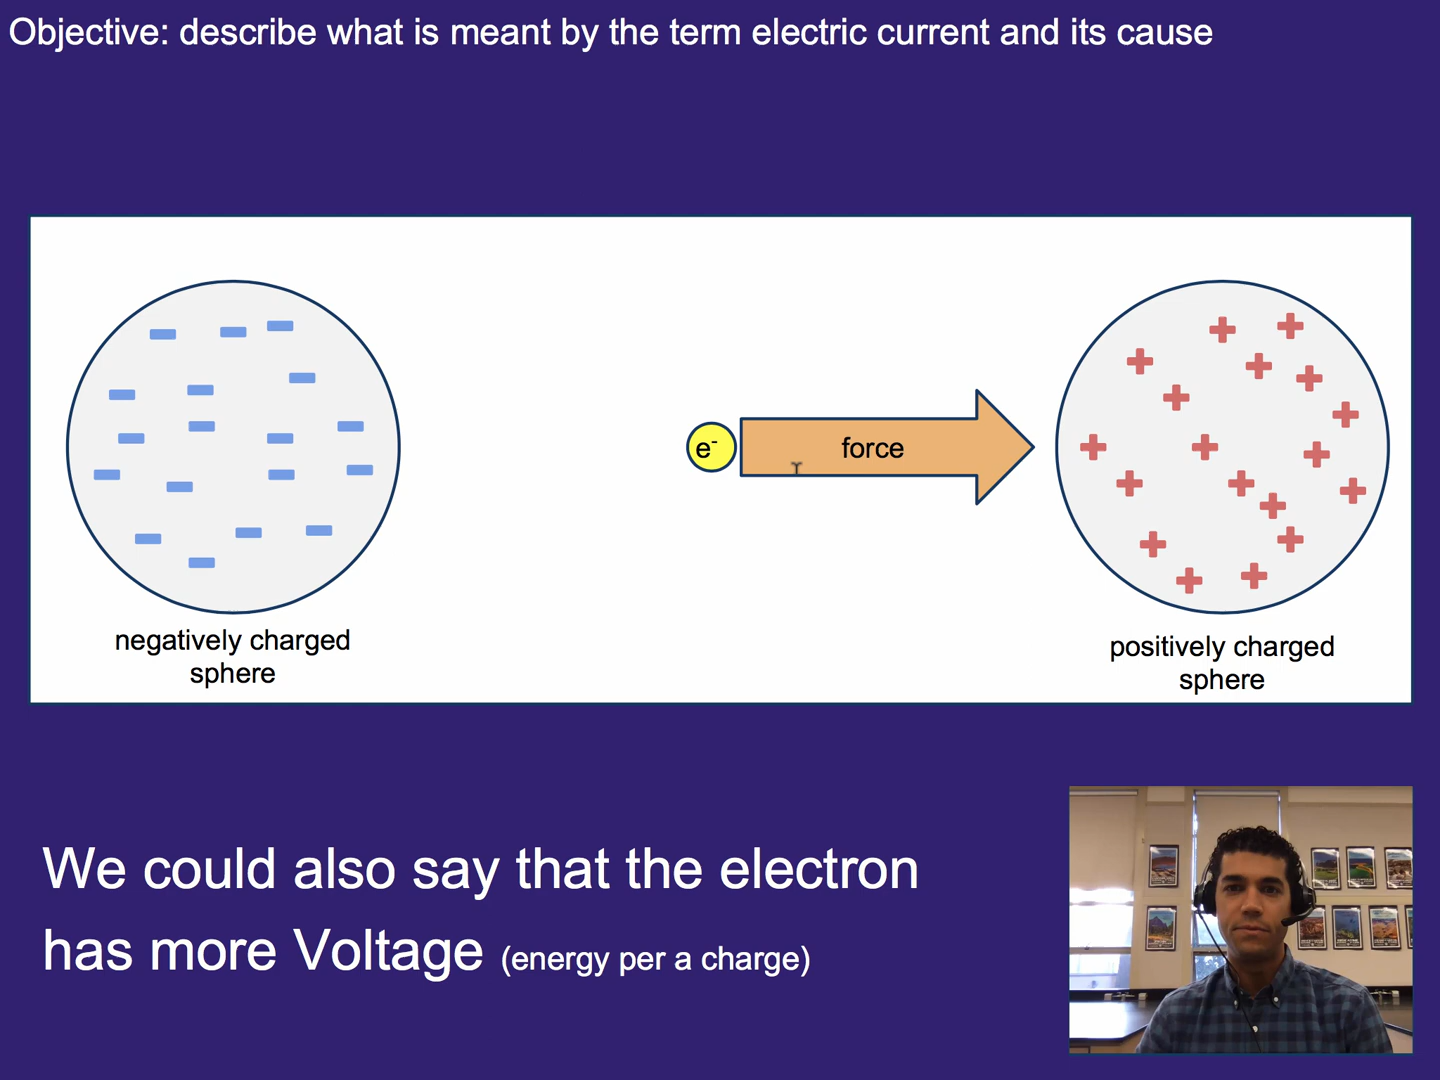 Objective: describe what is meant by the term electric current and its cause
e-
force
negatively charged
sphere
positively charged
sphere
We could also say that the electron
has more Voltage (energy per a charge)